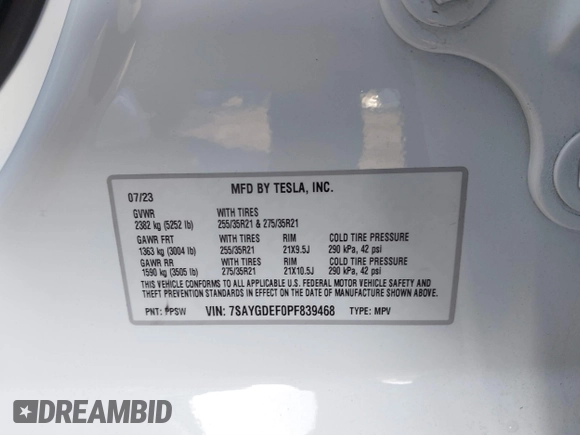 MFD BY TESLA, INC.
07/23
GVWR WITH TIRES
2382 kg (5252 lb) 255/35R21 & 275/35R21
GAWR FRT WITH TIRES RIM COLD TIRE PRESSURE
1363 kg (3004 lb) 255/35R21 21X9.5J 290 kPa, 42 psi
GAWR RR WITH TIRES RIM COLD TIRE PRESSURE
1590 kg (3505 lb) 275/35R21 21X10.5J 290 kPa, 42 psi
THIS VEHICLE CONFORMS TO ALL APPLICABLE U.S. FEDERAL MOTOR VEHICLE SAFETY AND
THEFT PREVENTION STANDARDS IN EFFECT ON THE DATE OF MANUFACTURE SHOWN ABOVE.
PNT: PPSW VIN: 7SAYGDEF0PF839468 TYPE: MPV
DREAMBID